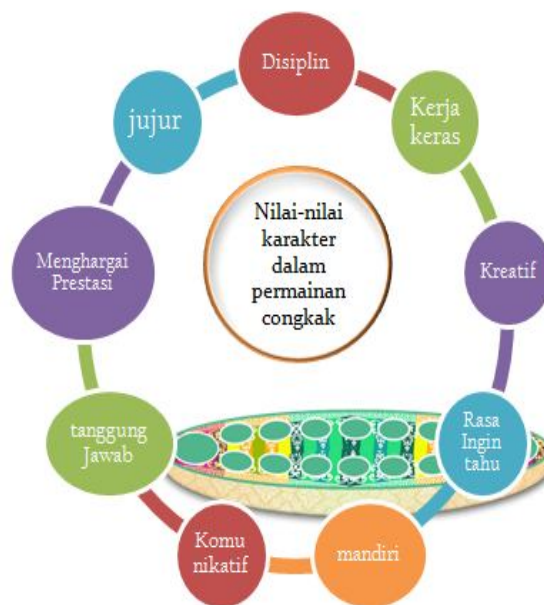 Disiplin
Kerja
keras
Kreatif
Rasa
Ingin
tahu
mandiri
Komu
nikatif
tanggung
Jawab
Menghargai
Prestasi
jujur
Nilai-nilai
karakter
dalam
permainan
congkak